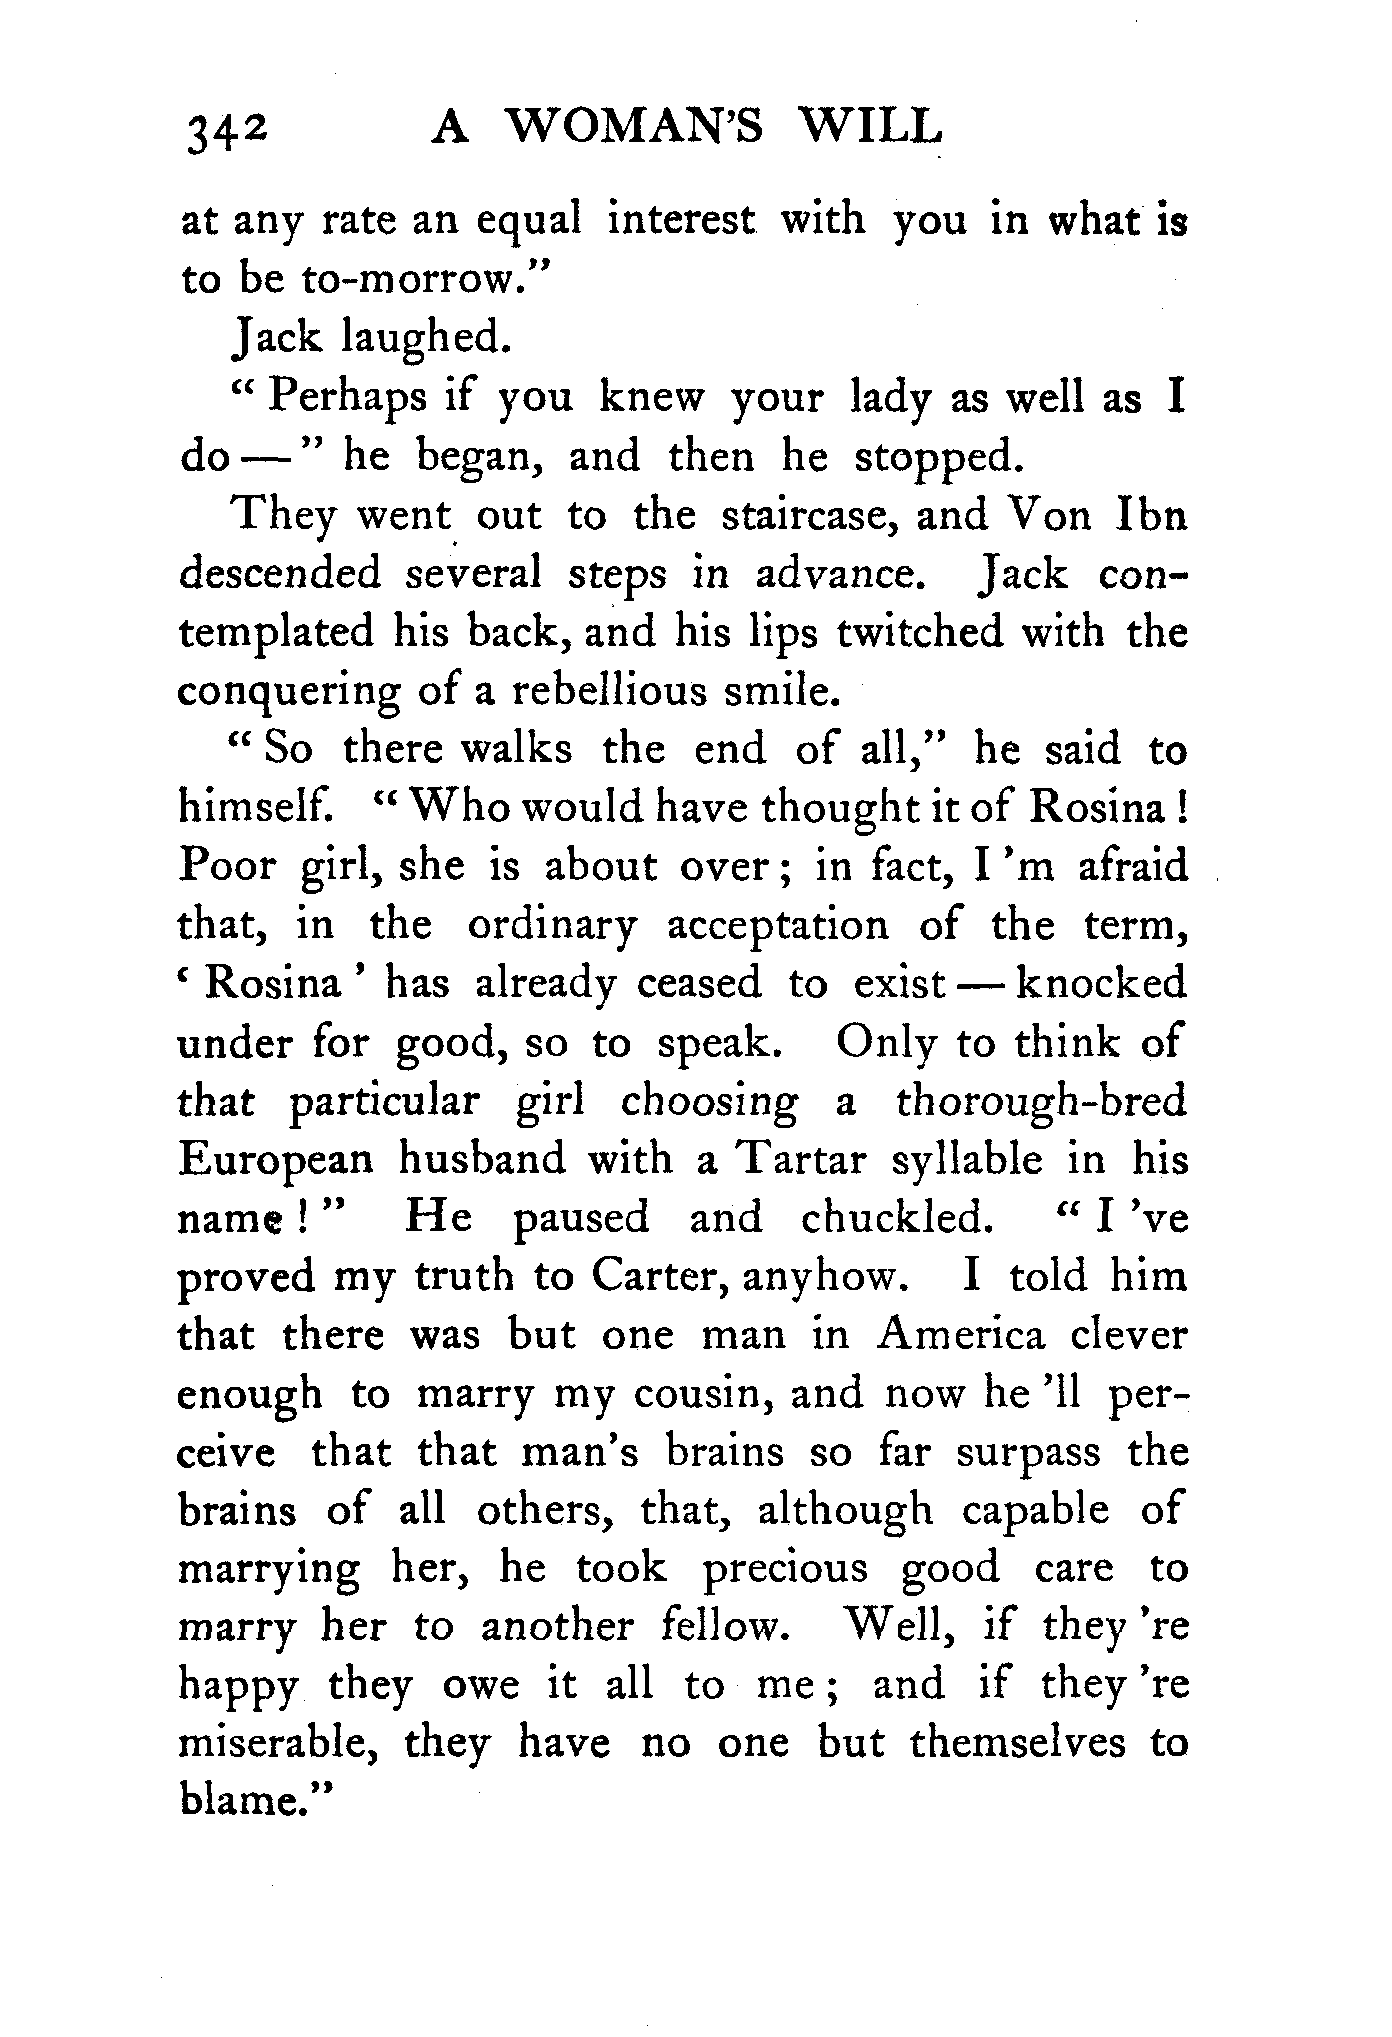 342 A WOMAN'S WILL
at any rate an equal interest with you in what is
to be to-morrow."
Jack laughed.
" Perhaps if you knew your lady as well as I
do — " he began, and then he stopped.
They went out to the staircase, and Von Ibn
descended several steps in advance. Jack con-
templated his back, and his lips twitched with the
conquering of a rebellious smile.
" So there walks the end of all," he said to
himself. " Who would have thought it of Rosina !
Poor girl, she is about over ; in fact, I 'm afraid
that, in the ordinary acceptation of the term,
' Rosina ' has already ceased to exist — knocked
under for good, so to speak. Only to think of
that particular girl choosing a thorough-bred
European husband with a Tartar syllable in his
name ! " He paused and chuckled. " I 've
proved my truth to Carter, anyhow. I told him
that there was but one man in America clever
enough to marry my cousin, and now he 'll per-
ceive that that man's brains so far surpass the
brains of all others, that, although capable of
marrying her, he took precious good care to
marry her to another fellow. Well, if they 're
happy they owe it all to me ; and if they 're
miserable, they have no one but themselves to
blame."